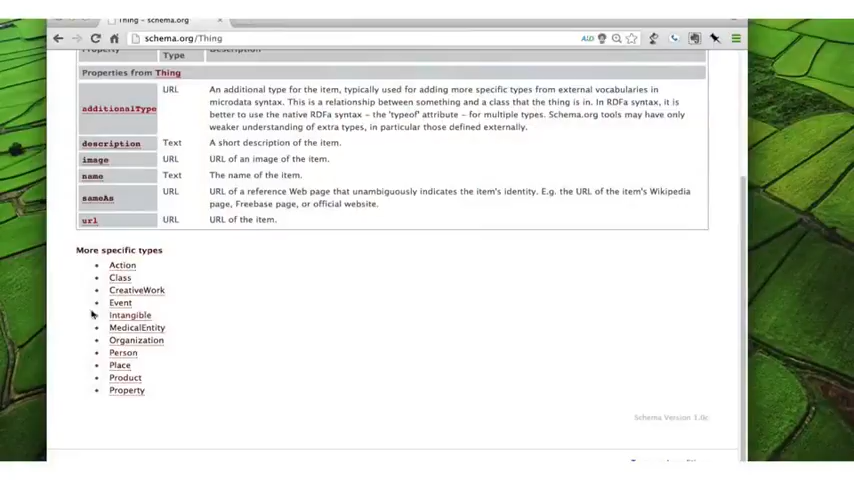 Thing - schema.org
schema.org/Thing
Property Type Description
Properties from Thing
additionalType URL An additional type for the item, typically used for adding more specific types from external vocabularies in
microdata syntax. This is a relationship between something and a class that the thing is in. In RDFa syntax, it is
better to use the native RDFa syntax - the 'typeof' attribute - for multiple types. Schema.org tools may have only
weaker understanding of extra types, in particular those defined externally.
description Text A short description of the item.
image URL URL of an image of the item.
name Text The name of the item.
sameAs URL URL of a reference Web page that unambiguously indicates the item's identity. E.g. the URL of the item's Wikipedia
page, Freebase page, or official website.
url URL URL of the item.
More specific types
Action
Class
CreativeWork
Event
Intangible
MedicalEntity
Organization
Person
Place
Product
Property